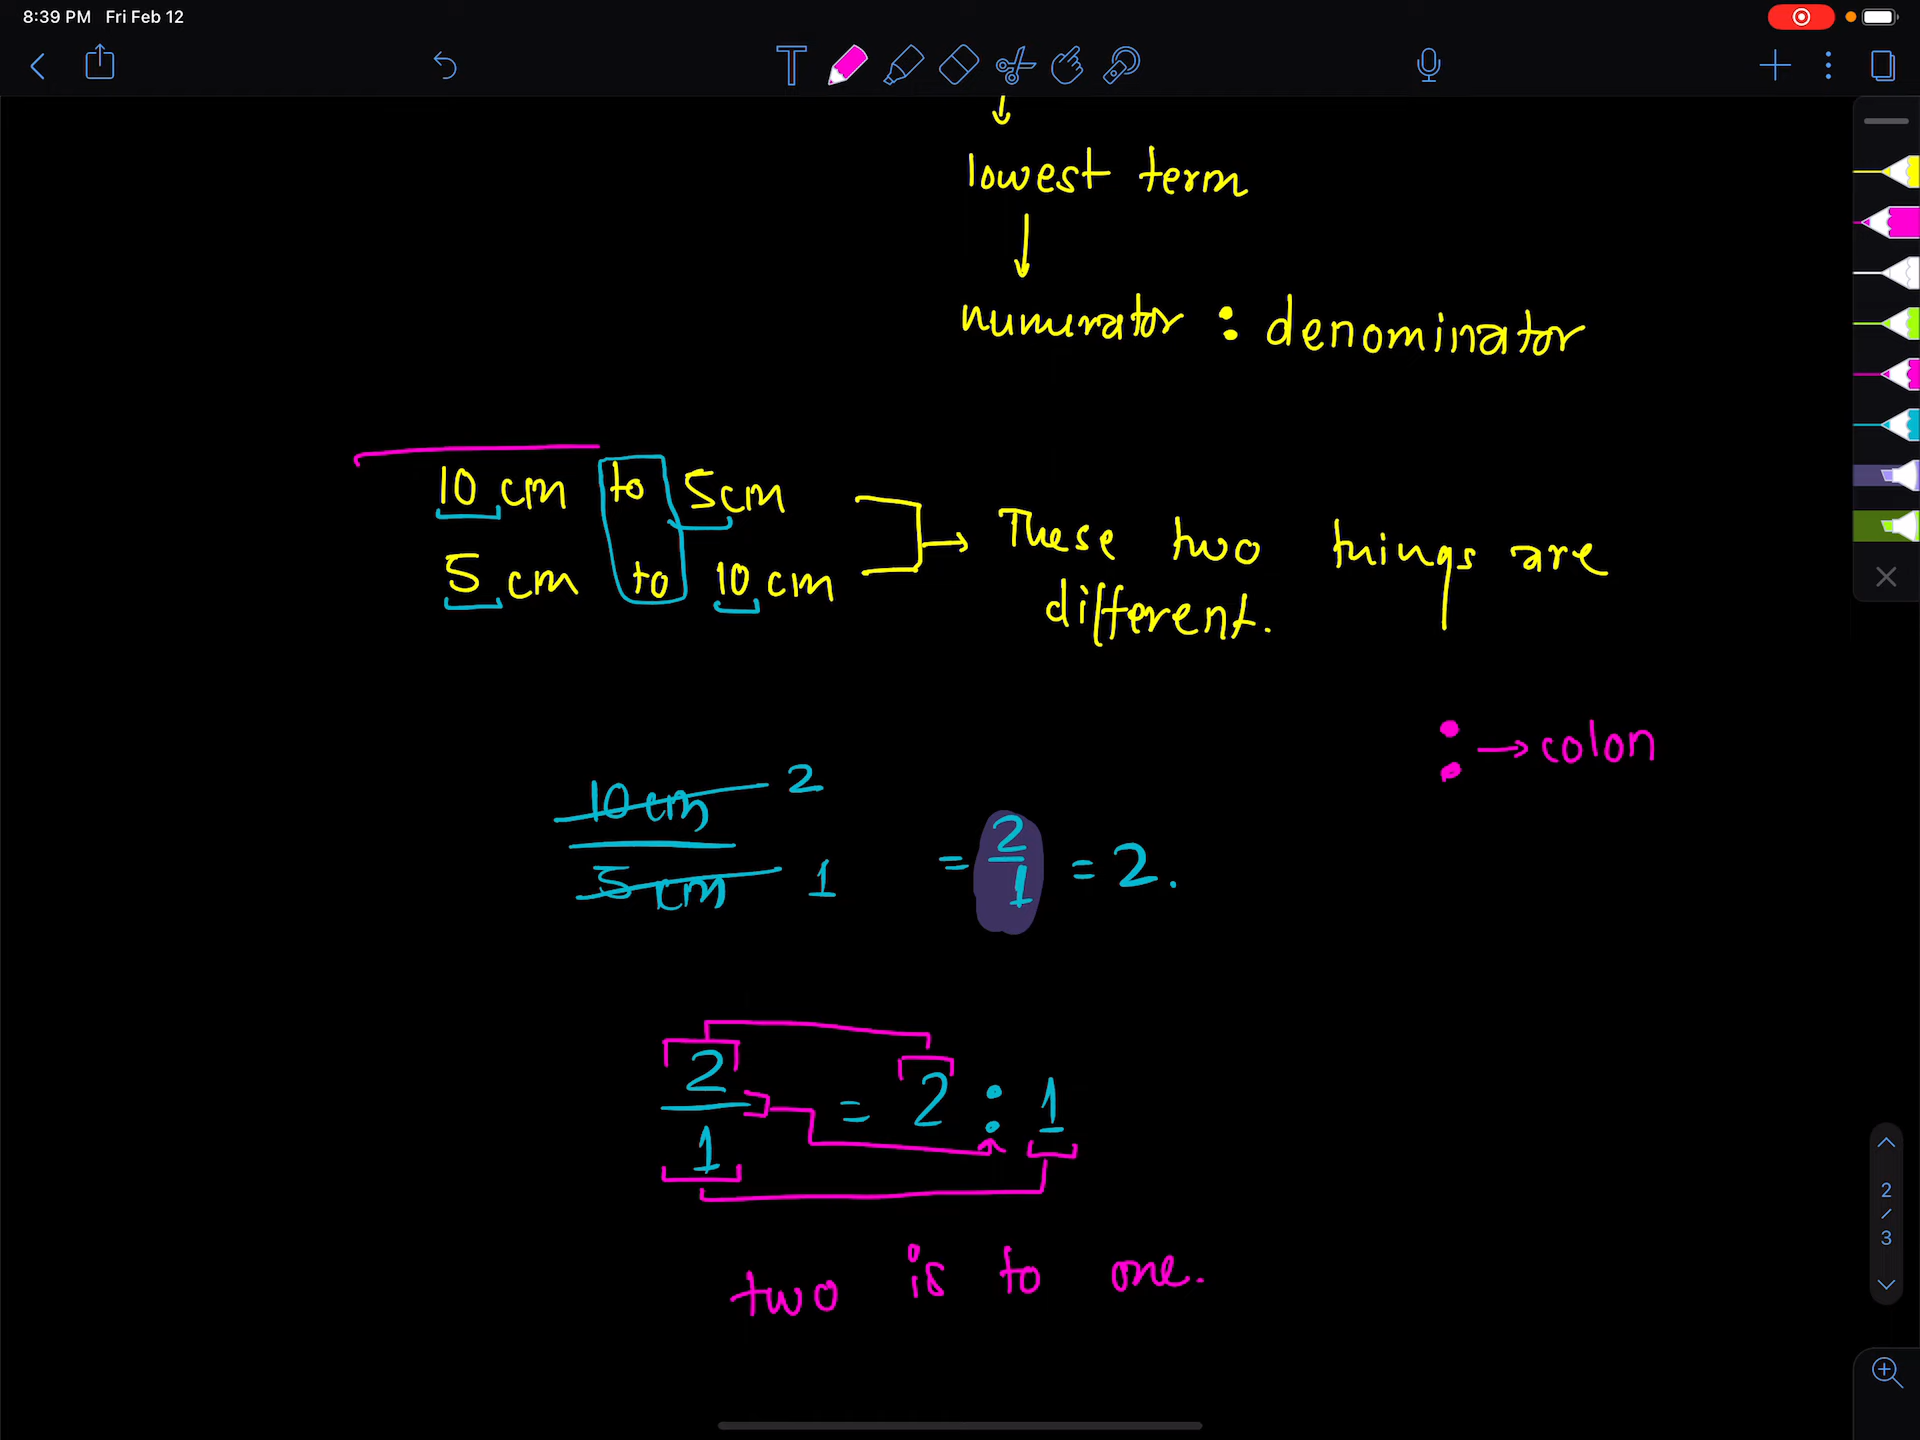 8:39 PM Fri Feb 12
T
lowest term
numerator : denominator
10 cm to 5cm
5 cm to 10 cm
These two things are
different.
: → colon
10 cm 2
5 cm 1
= 2/1 = 2.
2/1 = 2 : 1
two is to one.
2
/
3